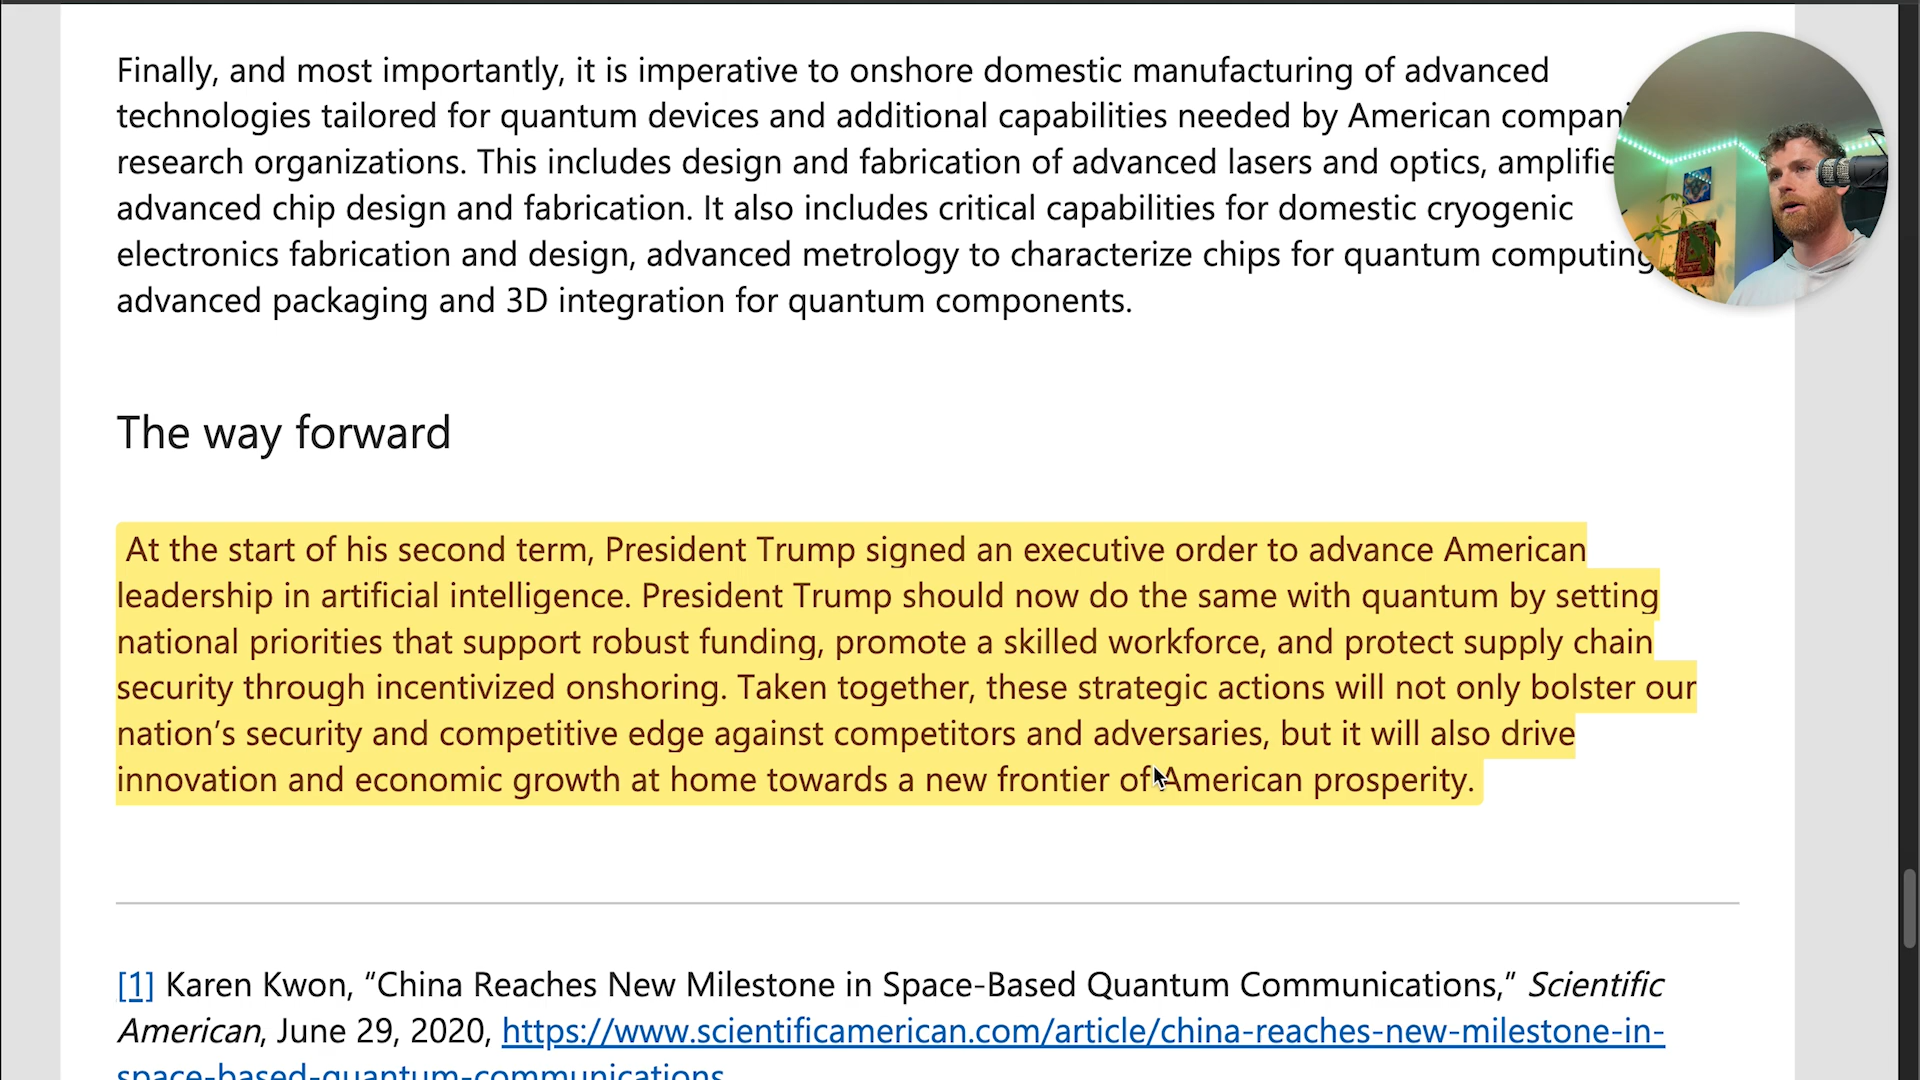 Finally, and most importantly, it is imperative to onshore domestic manufacturing of advanced
technologies tailored for quantum devices and additional capabilities needed by American
research organizations. This includes design and fabrication of advanced lasers and optics,
advanced chip design and fabrication. It also includes critical capabilities for domestic cryogenic
electronics fabrication and design, advanced metrology to characterize chips for quantum computing
advanced packaging and 3D integration for quantum components.
The way forward
At the start of his second term, President Trump signed an executive order to advance American
leadership in artificial intelligence. President Trump should now do the same with quantum by setting
national priorities that support robust funding, promote a skilled workforce, and protect supply chain
security through incentivized onshoring. Taken together, these strategic actions will not only bolster our
nation’s security and competitive edge against competitors and adversaries, but it will also drive
innovation and economic growth at home towards a new frontier of American prosperity.
[1] Karen Kwon, “China Reaches New Milestone in Space-Based Quantum Communications,” Scientific
American, June 29, 2020, https://www.scientificamerican.com/article/china-reaches-new-milestone-in-
space-based-quantum-communications